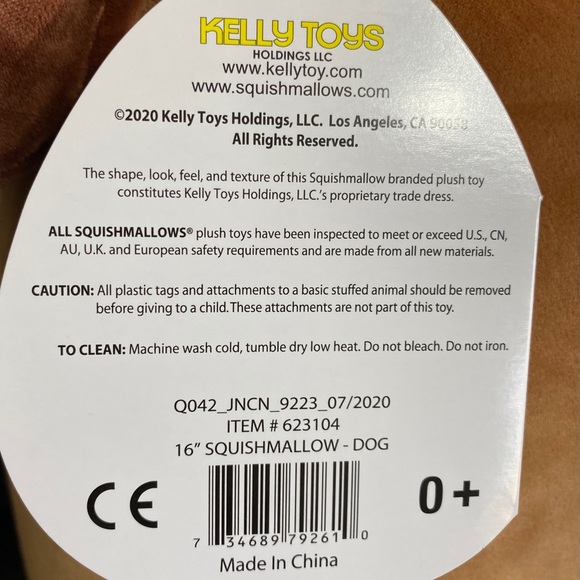 KELLY TOYS
HOLDINGS LLC
www.kellytoy.com
www.squishmallows.com
©2020 Kelly Toys Holdings, LLC. Los Angeles, CA 90058
All Rights Reserved.
The shape, look, feel, and texture of this Squishmallow branded plush toy
constitutes Kelly Toys Holdings, LLC.'s proprietary trade dress.
ALL SQUISHMALLOWS® plush toys have been inspected to meet or exceed U.S., CN,
AU, U.K. and European safety requirements and are made from all new materials.
CAUTION: All plastic tags and attachments to a basic stuffed animal should be removed
before giving to a child. These attachments are not part of this toy.
TO CLEAN: Machine wash cold, tumble dry low heat. Do not bleach. Do not iron.
Q042_JNCN_9223_07/2020
ITEM # 623104
16" SQUISHMALLOW - DOG
CE
0+
7 34689 79261 0
Made In China